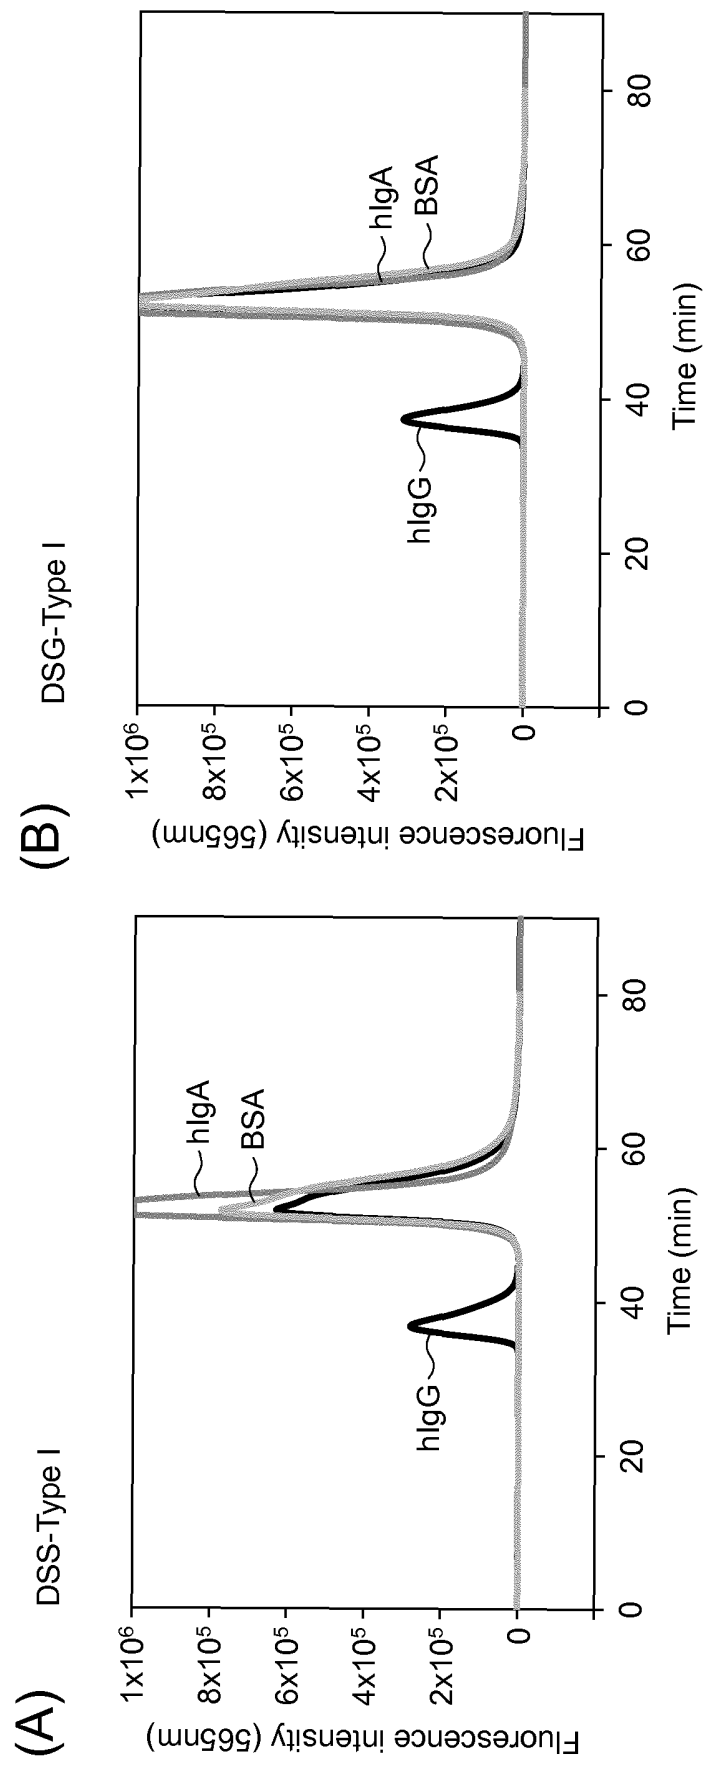 (A)
DSS-Type I
Fluorescence intensity (565nm)
1x10⁶
8x10⁵
6x10⁵
4x10⁵
2x10⁵
0
hIgG
hIgA
BSA
0
20
40
60
80
Time (min)
(B)
DSG-Type I
Fluorescence intensity (565nm)
1x10⁶
8x10⁵
6x10⁵
4x10⁵
2x10⁵
0
hIgG
hIgA
BSA
0
20
40
60
80
Time (min)